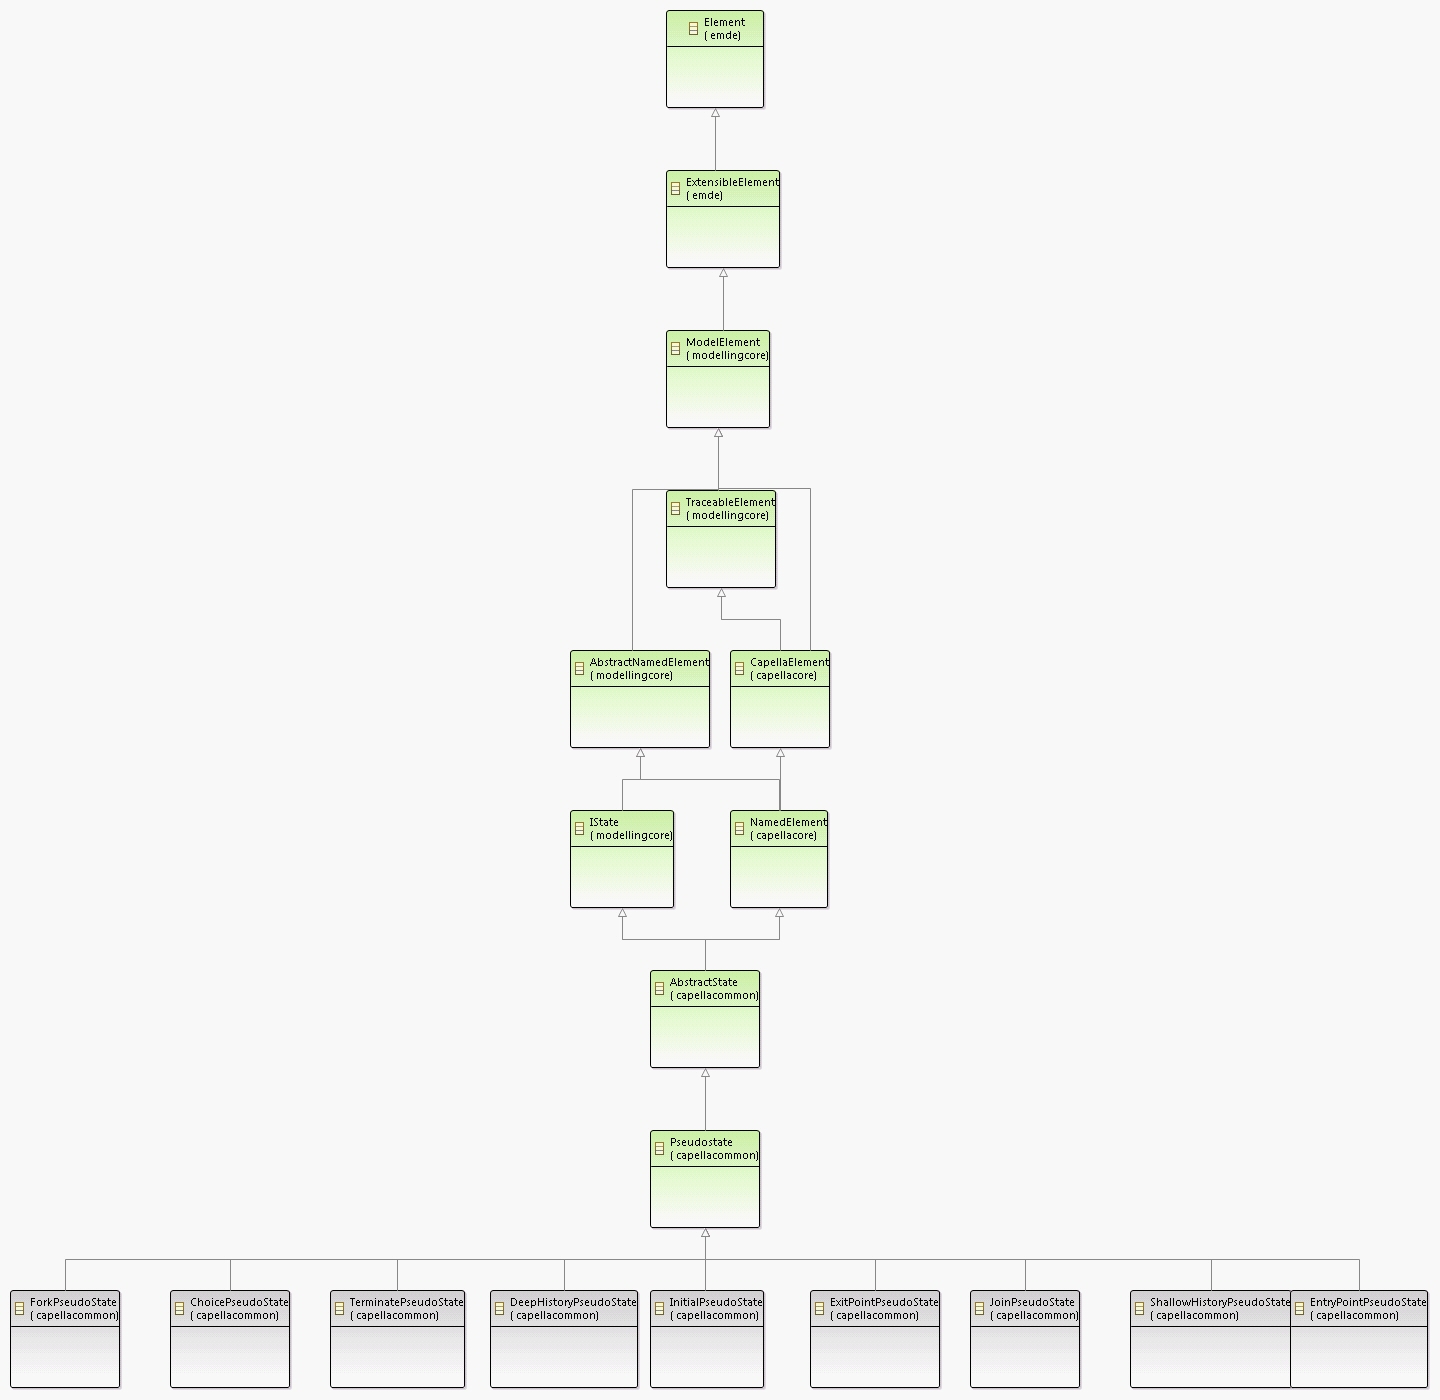 Element
( emde)
ExtensibleElement
( emde)
ModelElement
( modellingcore)
TraceableElement
( modellingcore)
AbstractNamedElement
( modellingcore)
CapellaElement
( capellacore)
IState
( modellingcore)
NamedElement
( capellacore)
AbstractState
( capellacommon)
Pseudostate
( capellacommon)
ForkPseudoState
( capellacommon)
ChoicePseudoState
( capellacommon)
TerminatePseudoState
( capellacommon)
DeepHistoryPseudoState
( capellacommon)
InitialPseudoState
( capellacommon)
ExitPointPseudoState
( capellacommon)
JoinPseudoState
( capellacommon)
ShallowHistoryPseudoState
( capellacommon)
EntryPointPseudoState
( capellacommon)